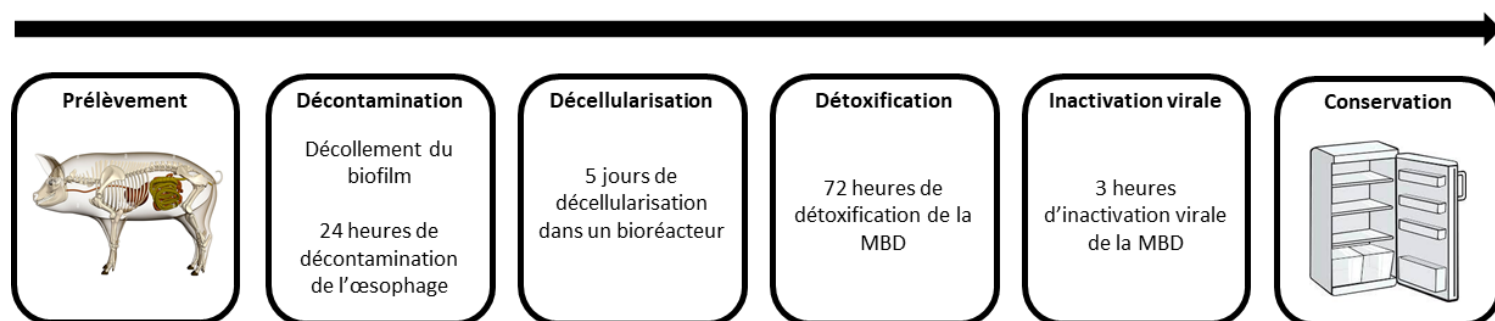 Prélèvement
Décontamination
Décollement du
biofilm
24 heures de
décontamination
de l’œsophage
Décellularisation
5 jours de
décellularisation
dans un bioréacteur
Détoxification
72 heures de
détoxification de la
MBD
Inactivation virale
3 heures
d’inactivation virale
de la MBD
Conservation